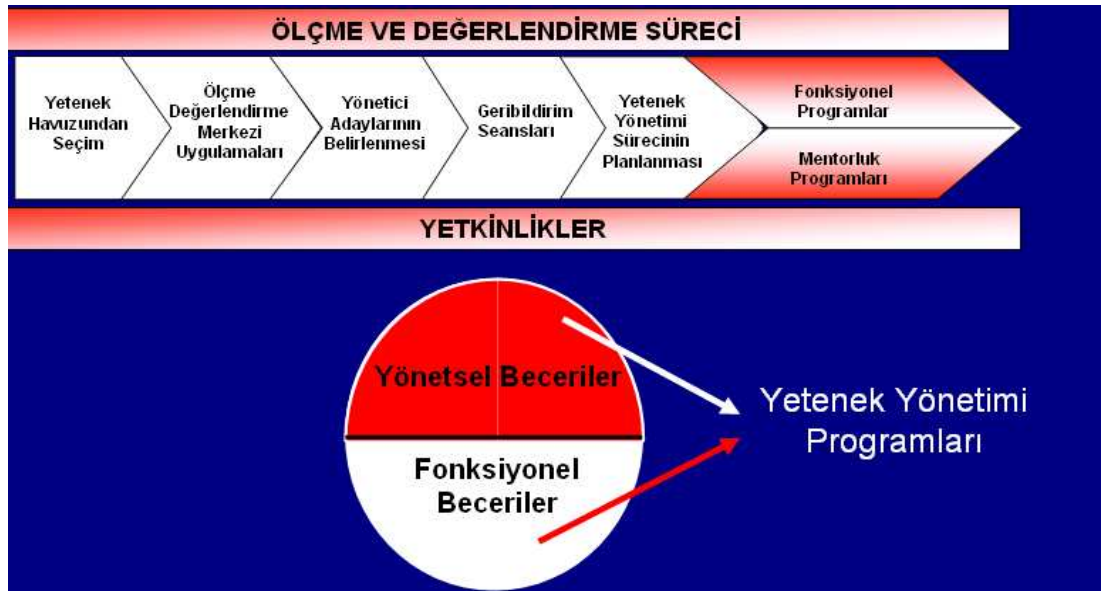 ÖLÇME VE DEĞERLENDİRME SÜRECİ
Yetenek
Havuzundan
Seçim
Ölçme
Değerlendirme
Merkezi
Uygulamaları
Yönetici
Adaylarının
Belirlenmesi
Geribildirim
Seansları
Yetenek
Yönetimi
Sürecinin
Planlanması
Fonksiyonel
Programlar
Mentorluk
Programları
YETKİNLİKLER
Yönetsel Beceriler
Fonksiyonel
Beceriler
Yetenek Yönetimi
Programları